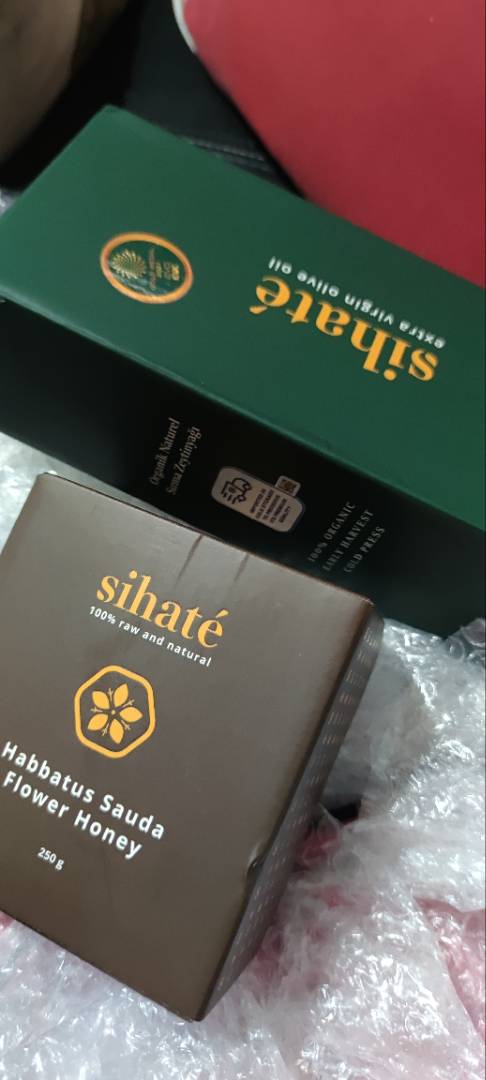 sihaté
extra virgin olive oil
Organik Naturel
Sızma Zeytinyağı
100% ORGANIC
EARLY HARVEST
COLD PRESS
sihaté
100% raw and natural
Habbatus Sauda
Flower Honey
250 g